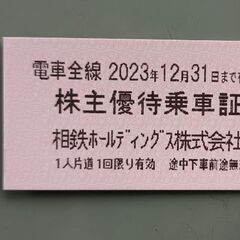 電車全線 2023年12月31日まで
株主優待乗車証
相鉄ホールディングス株式会社
1人片道1回限り有効 途中下車前途無